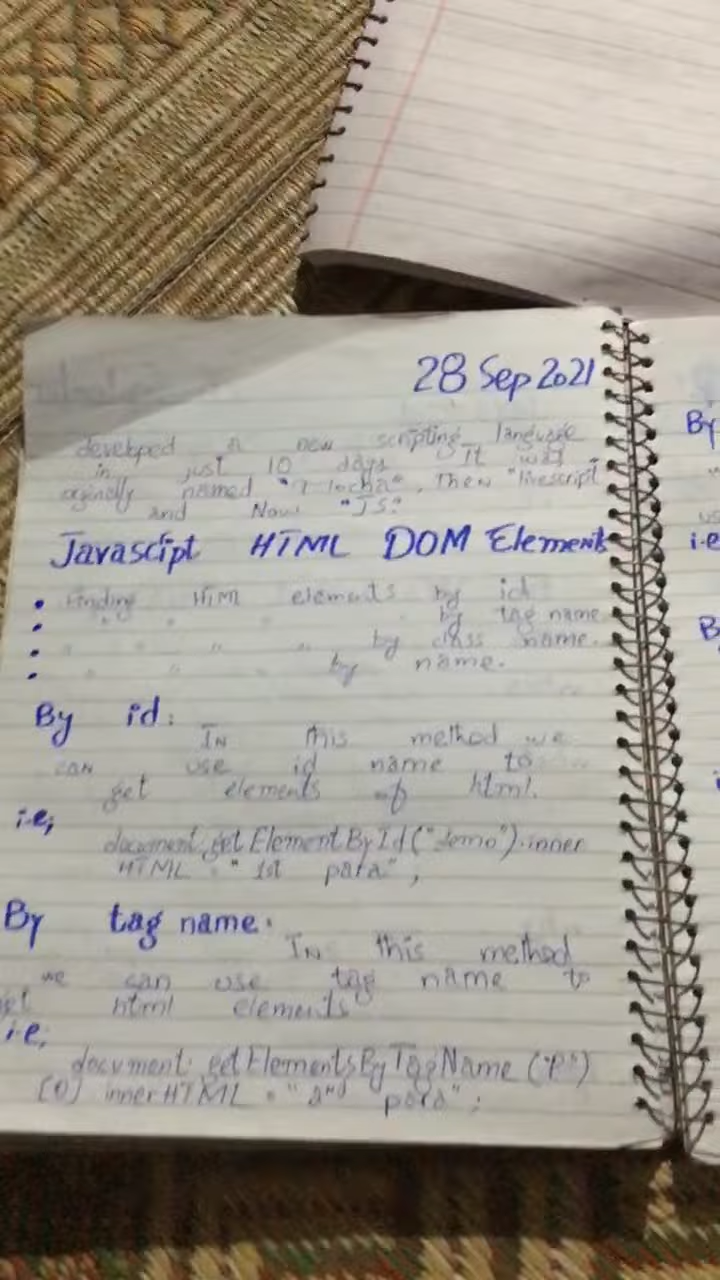 28 Sep 2021
developed a new scripting language
in just 10 days. It was
orginally named " ". Then "livescript"
and Now "JS."
Javascript HTML DOM Elements
• Finding HTML elements by id
• " " " by tag name
• " " " by class name.
• " " " by name.
By id:
In this method we
can use id name to
get elements of html.
i.e;
document.getElementById("demo").inner
HTML = "1st para";
By tag name.
In this method
we can use tag name to
get html elements
i.e;
document.getElementsByTagName("P")
[0] innerHTML = "2nd para";
By
i.e